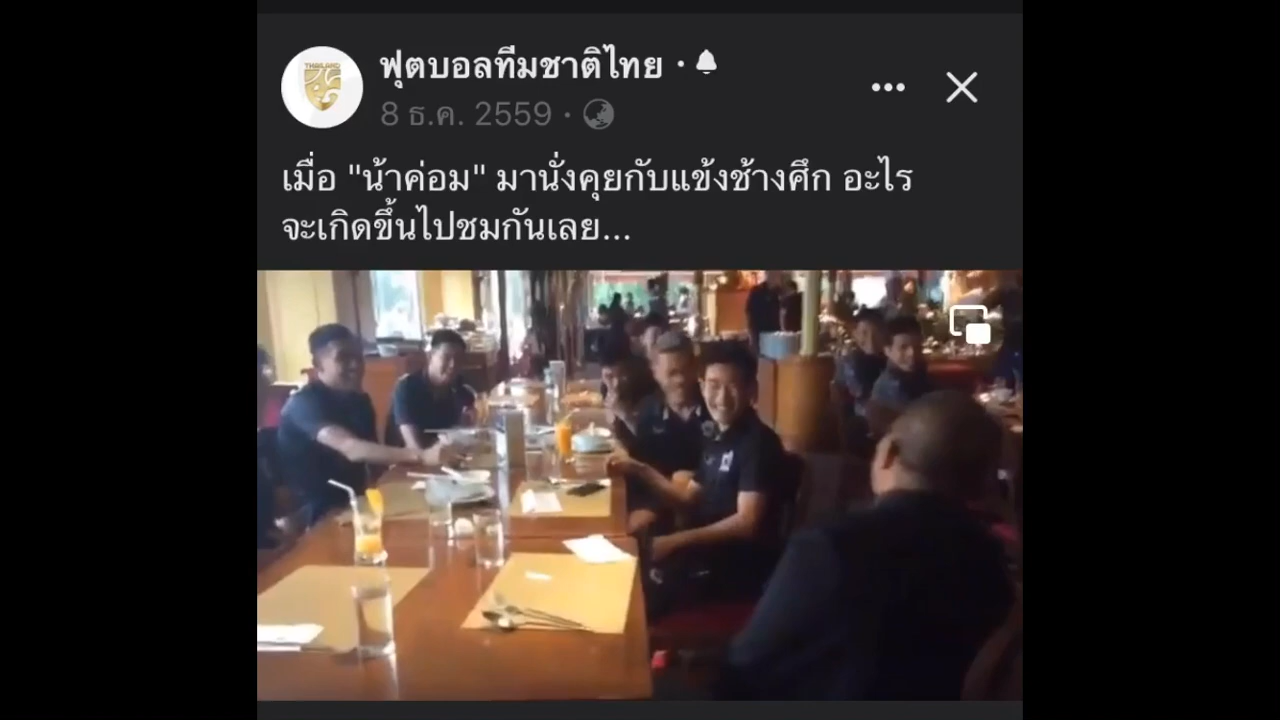 THAILAND
ฟุตบอลทีมชาติไทย ·
8 ธ.ค. 2559 ·
เมื่อ "น้าค่อม" มานั่งคุยกับแข้งช้างศึก อะไร
จะเกิดขึ้นไปชมกันเลย...